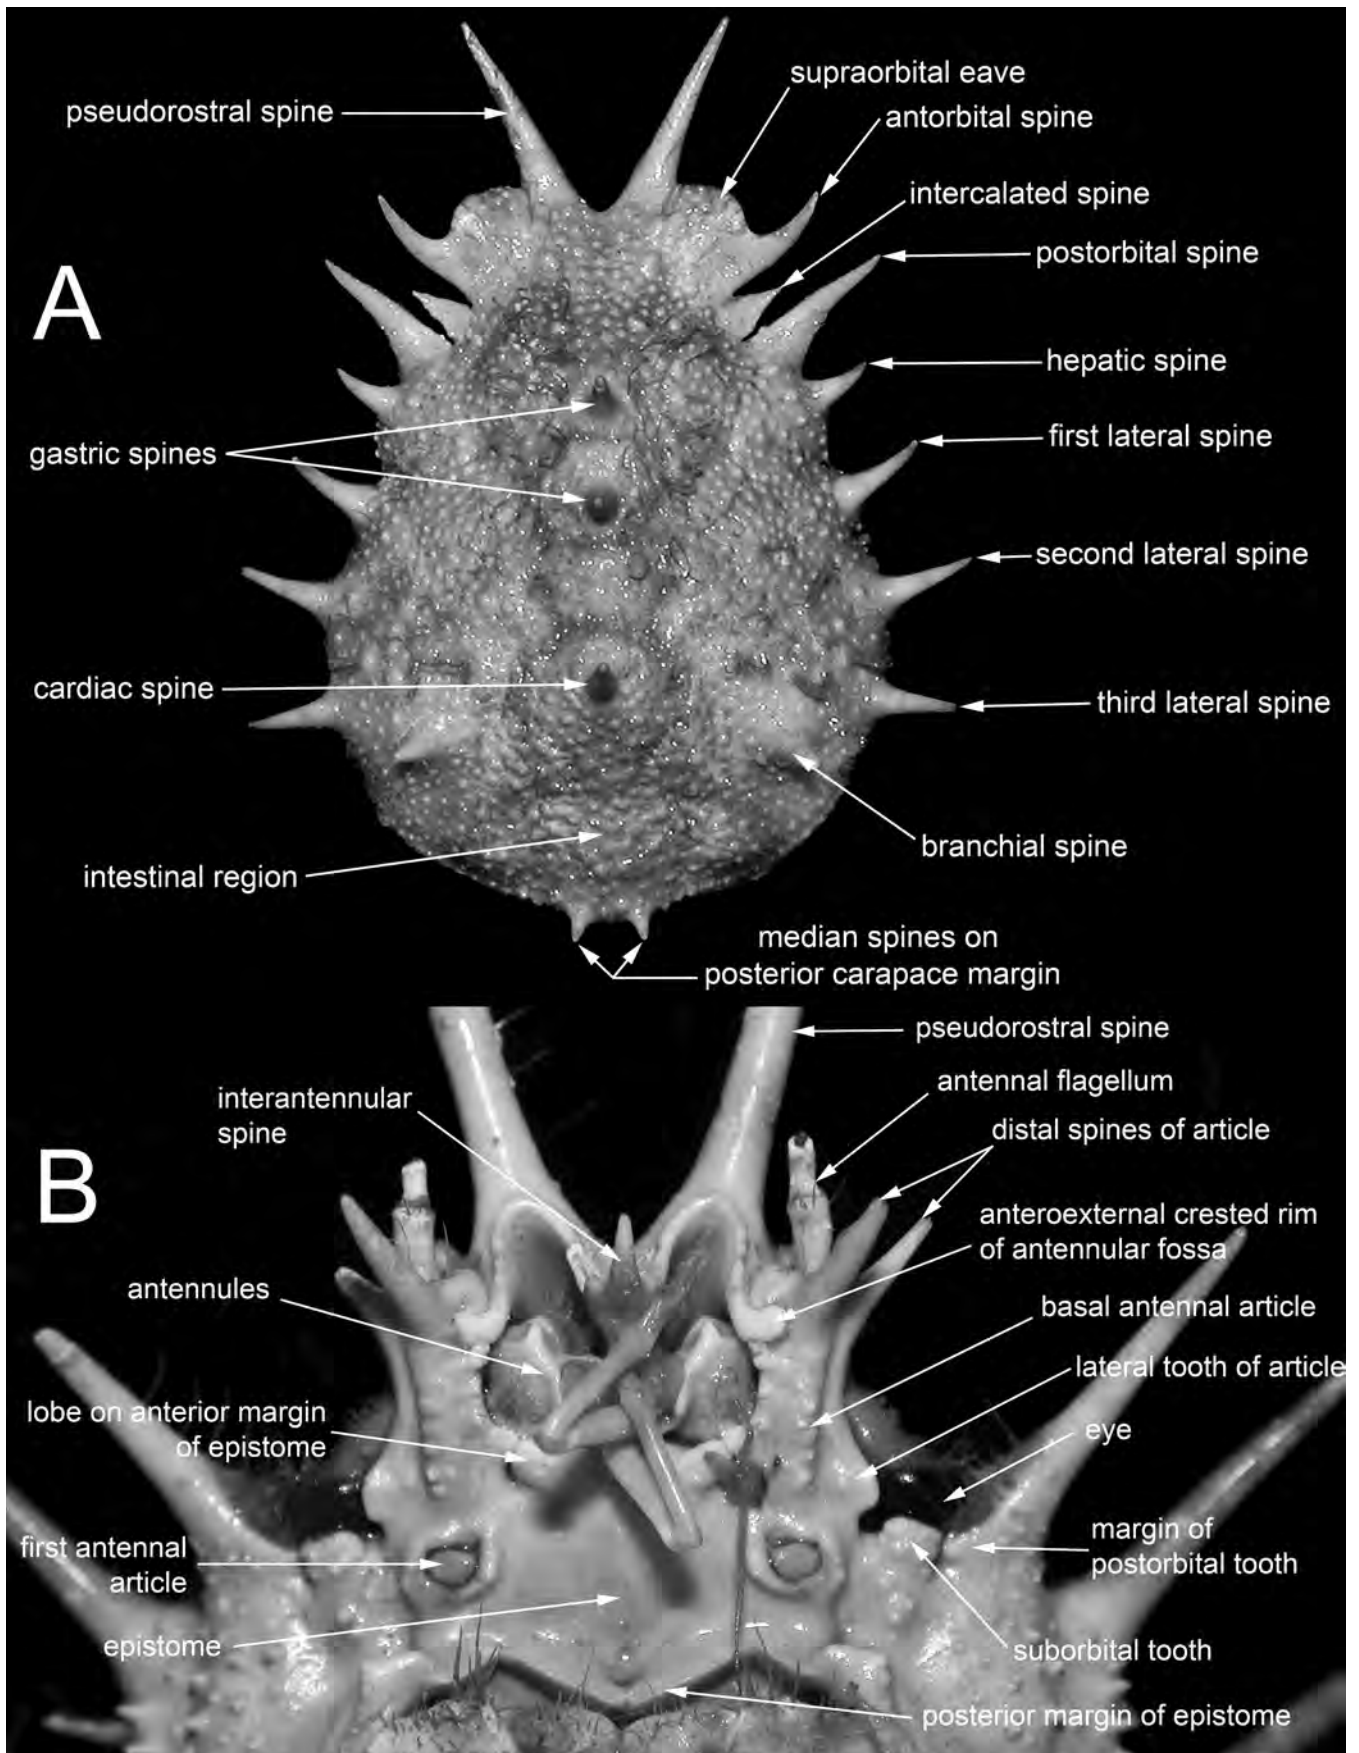 supraorbital eave
pseudorostral spine
antorbital spine
intercalated spine
postorbital spine
A
hepatic spine
first lateral spine
gastric spines
second lateral spine
cardiac spine
third lateral spine
branchial spine
intestinal region
median spines on
posterior carapace margin
pseudorostral spine
antennal flagellum
interantennular
spine
distal spines of article
B
anteroexternal crested rim
of antennular fossa
antennules
basal antennal article
lateral tooth of article
lobe on anterior margin
of epistome
eye
margin of
postorbital tooth
first antennal
article
epistome
suborbital tooth
posterior margin of epistome